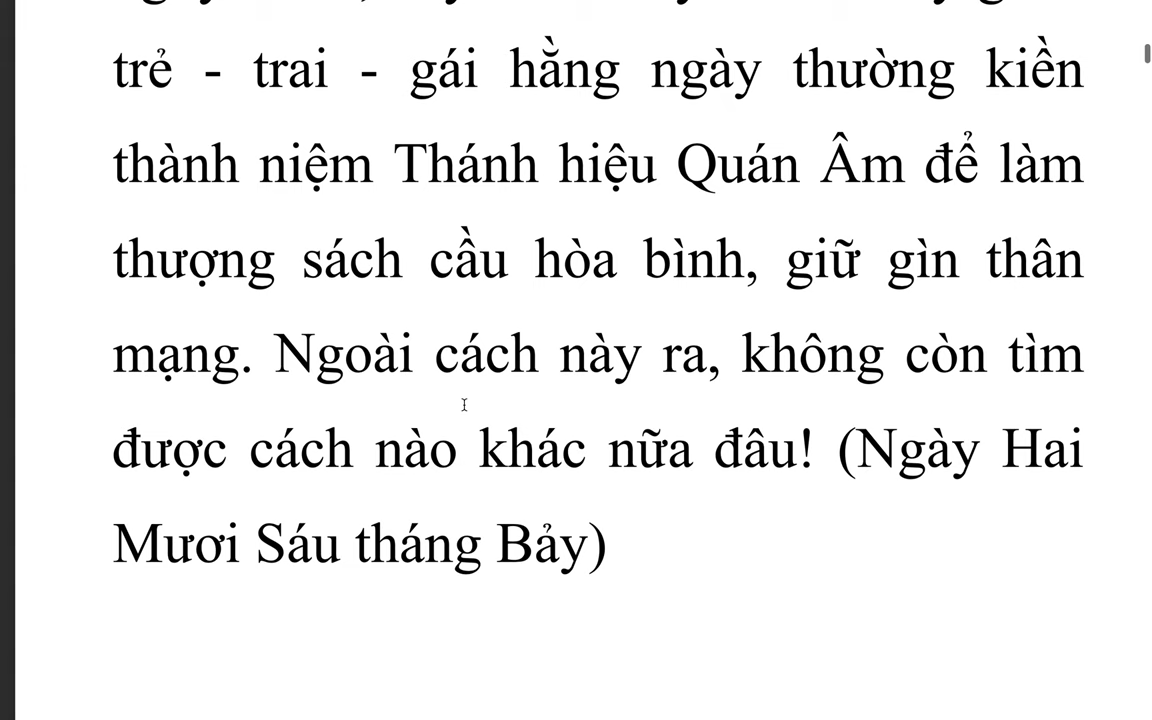 trẻ - trai - gái hằng ngày thường kiền
thành niệm Thánh hiệu Quán Âm để làm
thượng sách cầu hòa bình, giữ gìn thân
mạng. Ngoài cách này ra, không còn tìm
được cách nào khác nữa đâu! (Ngày Hai
Mươi Sáu tháng Bảy)